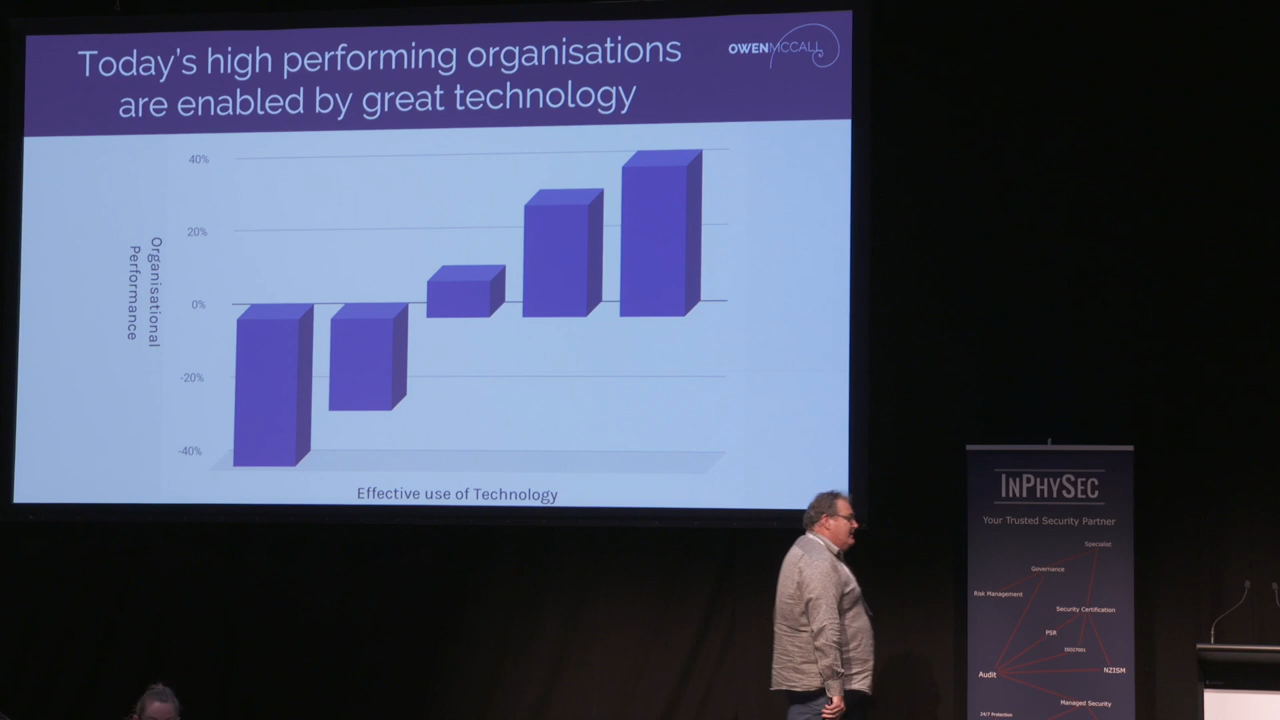 Today's high performing organisations
are enabled by great technology
OWENMCCALL
40%
20%
0%
-20%
-40%
Organisational
Performance
Effective use of Technology
INPHYSEC
Your Trusted Security Partner
Specialist
Governance
Risk Management
Security Certification
PSR
ISO27001
Audit
NZISM
Managed Security
24/7 Protection